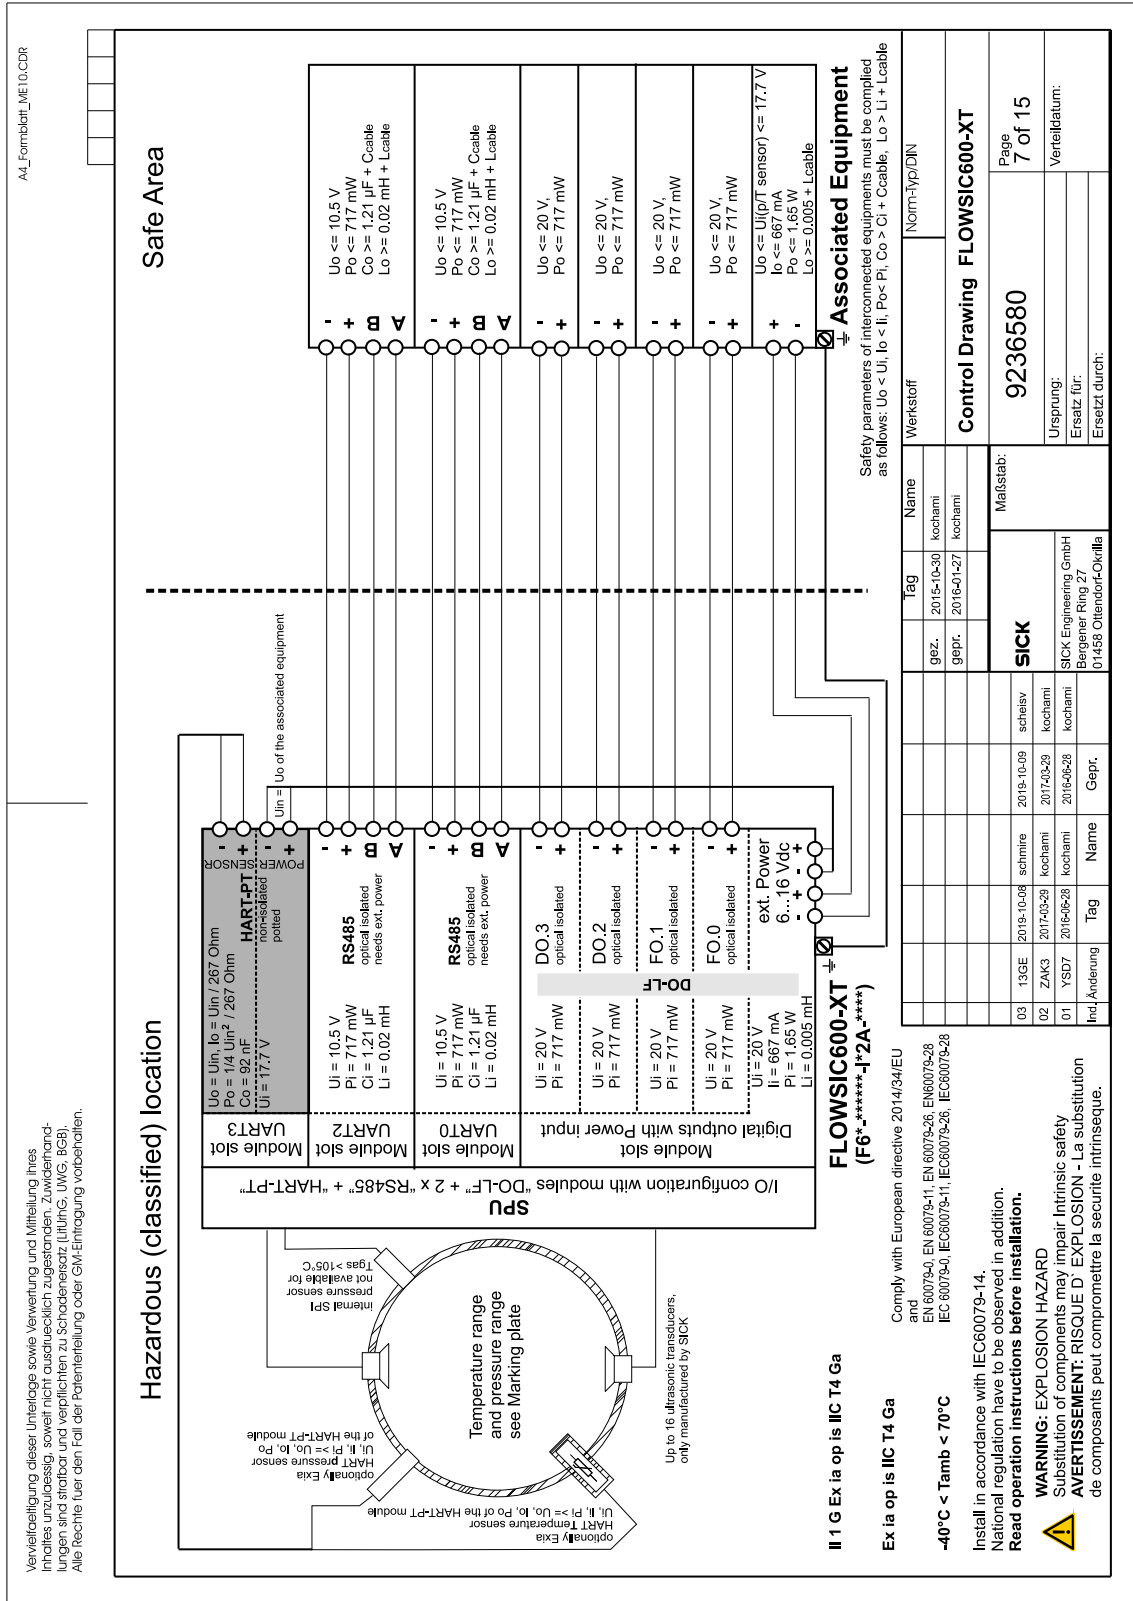 A4_Formblatt_ME10.CDR
Vervielfaeltigung dieser Unterlage sowie Verwertung und Mitteilung ihres
Inhaltes unzulaessig, soweit nicht ausdruecklich zugestanden. Zuwiderhand-
lungen sind strafbar und verpflichten zu Schadenersatz (LitUrhG, UWG, BGB).
Alle Rechte fuer den Fall der Patenterteilung oder GM-Eintragung vorbehalten.
Hazardous (classified) location
Safe Area
optionally Exia
HART Temperature sensor
Ui, Ii, Pi >= Uo, Io, Po of the HART-PT module
optionally Exia
HART pressure sensor
Ui, Ii, Pi >= Uo, Io, Po
of the HART-PT module
internal SPI
pressure sensor
not available for
Tgas > 105°C
Temperature range
and pressure range
see Marking plate
Up to 16 ultrasonic transducers,
only manufactured by SICK
SPU
I/O configuration with modules "DO-LF" + 2 x "RS485" + "HART-PT"
Module slot
UART3
Uo = Uin, Io = Uin / 267 Ohm
Po = 1/4 Uin² / 267 Ohm
Co = 92 nF
Ui = 17.7 V
HART-PT
non-isolated
potted
SENSOR
POWER
-
+
-
+
Uin = Uo of the associated equipment
Module slot
UART2
Ui = 10.5 V
Pi = 717 mW
Ci = 1.21 µF
Li = 0.02 mH
RS485
optical isolated
needs ext. power
-
+
B
A
Module slot
UART0
Ui = 10.5 V
Pi = 717 mW
Ci = 1.21 µF
Li = 0.02 mH
RS485
optical isolated
needs ext. power
-
+
B
A
Module slot
Digital outputs with Power input
DO-LF
Ui = 20 V
Pi = 717 mW
DO.3
optical isolated
-
+
Ui = 20 V
Pi = 717 mW
DO.2
optical isolated
-
+
Ui = 20 V
Pi = 717 mW
FO.1
optical isolated
-
+
Ui = 20 V
Pi = 717 mW
FO.0
optical isolated
-
+
Ui = 20 V
Ii = 667 mA
Pi = 1.65 W
Li = 0.005 mH
ext. Power
6...16 Vdc
- + - +
FLOWSIC600-XT
(F6*-******-I*2A-****)
-
+
B
A
Uo <= 10.5 V
Po <= 717 mW
Co >= 1.21 µF + Ccable
Lo >= 0.02 mH + Lcable
-
+
B
A
Uo <= 10.5 V
Po <= 717 mW
Co >= 1.21 µF + Ccable
Lo >= 0.02 mH + Lcable
-
+
Uo <= 20 V,
Po <= 717 mW
-
+
Uo <= 20 V,
Po <= 717 mW
-
+
Uo <= 20 V,
Po <= 717 mW
-
+
Uo <= 20 V,
Po <= 717 mW
+
-
Uo <= Ui(p/T sensor) <= 17.7 V
Io <= 667 mA
Po <= 1.65 W
Lo >= 0.005 + Lcable
Associated Equipment
Safety parameters of interconnected equipments must be complied
as follows: Uo < Ui, Io < Ii, Po< Pi, Co > Ci + Ccable, Lo > Li + Lcable
II 1 G Ex ia op is IIC T4 Ga
Ex ia op is IIC T4 Ga
-40°C < Tamb < 70°C
Comply with European directive 2014/34/EU
and
EN 60079-0, EN 60079-11, EN 60079-26, EN60079-28
IEC 60079-0, IEC60079-11, IEC60079-26, IEC60079-28
Install in accordance with IEC60079-14.
National regulation have to be observed in addition.
Read operation instructions before installation.
WARNING: EXPLOSION HAZARD
Substitution of components may impair Intrinsic safety
AVERTISSEMENT: RISQUE D` EXPLOSION - La substitution
de composants peut compromettre la securite intrinseque.
03 13GE 2019-10-08 schmire 2019-10-09 scheisv
02 ZAK3 2017-03-29 kochami 2017-03-29 kochami
01 YSD7 2016-06-28 kochami 2016-06-28 kochami
Ind. Änderung Tag Name Gepr.
Tag Name
gez. 2015-10-30 kochami
gepr. 2016-01-27 kochami
SICK
SICK Engineering GmbH
Bergener Ring 27
01458 Ottendorf-Okrilla
Maßstab:
Werkstoff
Norm-Typ/DIN
Control Drawing FLOWSIC600-XT
9236580
Page
7 of 15
Ursprung:
Ersatz für:
Ersetzt durch:
Verteildatum: